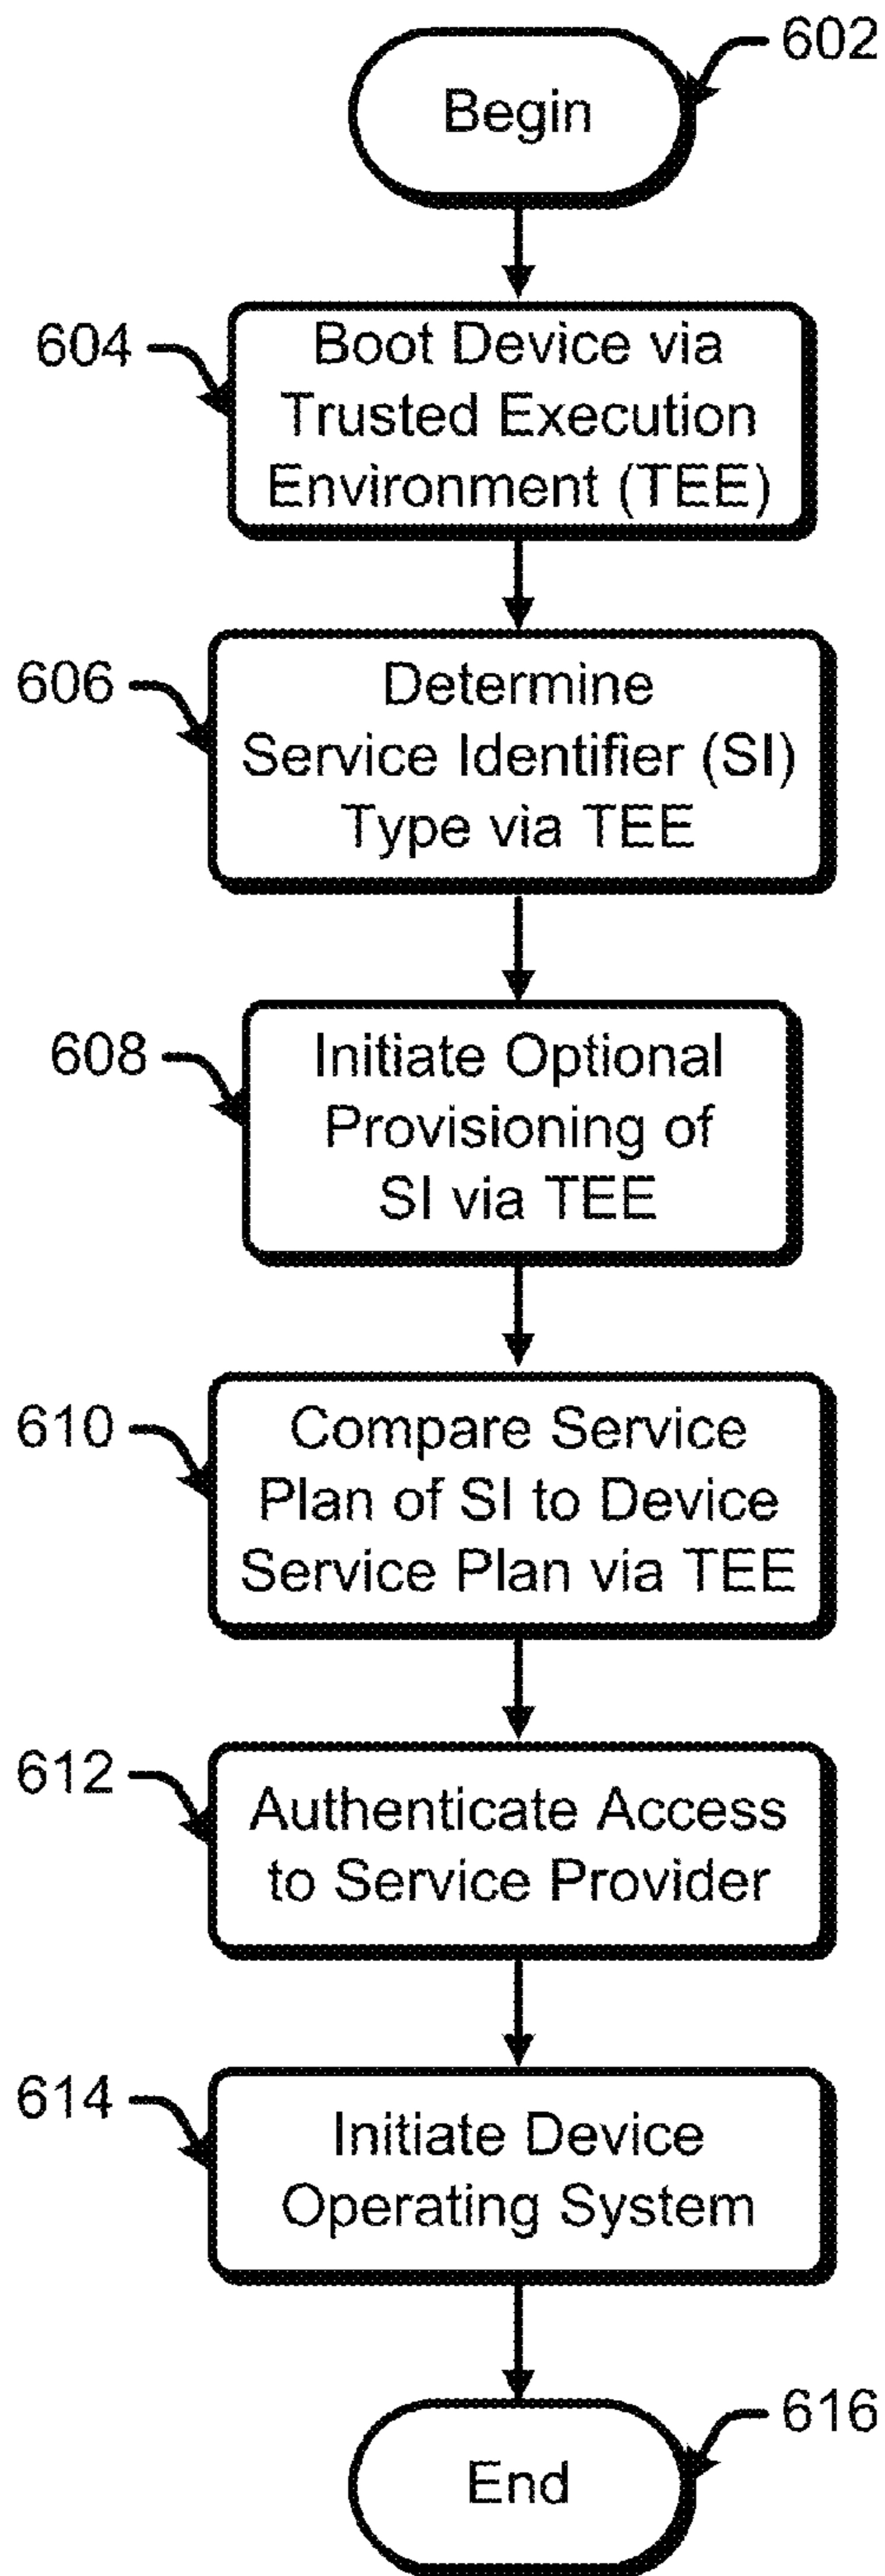 602
Begin
604
Boot Device via
Trusted Execution
Environment (TEE)
606
Determine
Service Identifier (SI)
Type via TEE
608
Initiate Optional
Provisioning of
SI via TEE
610
Compare Service
Plan of SI to Device
Service Plan via TEE
612
Authenticate Access
to Service Provider
614
Initiate Device
Operating System
616
End